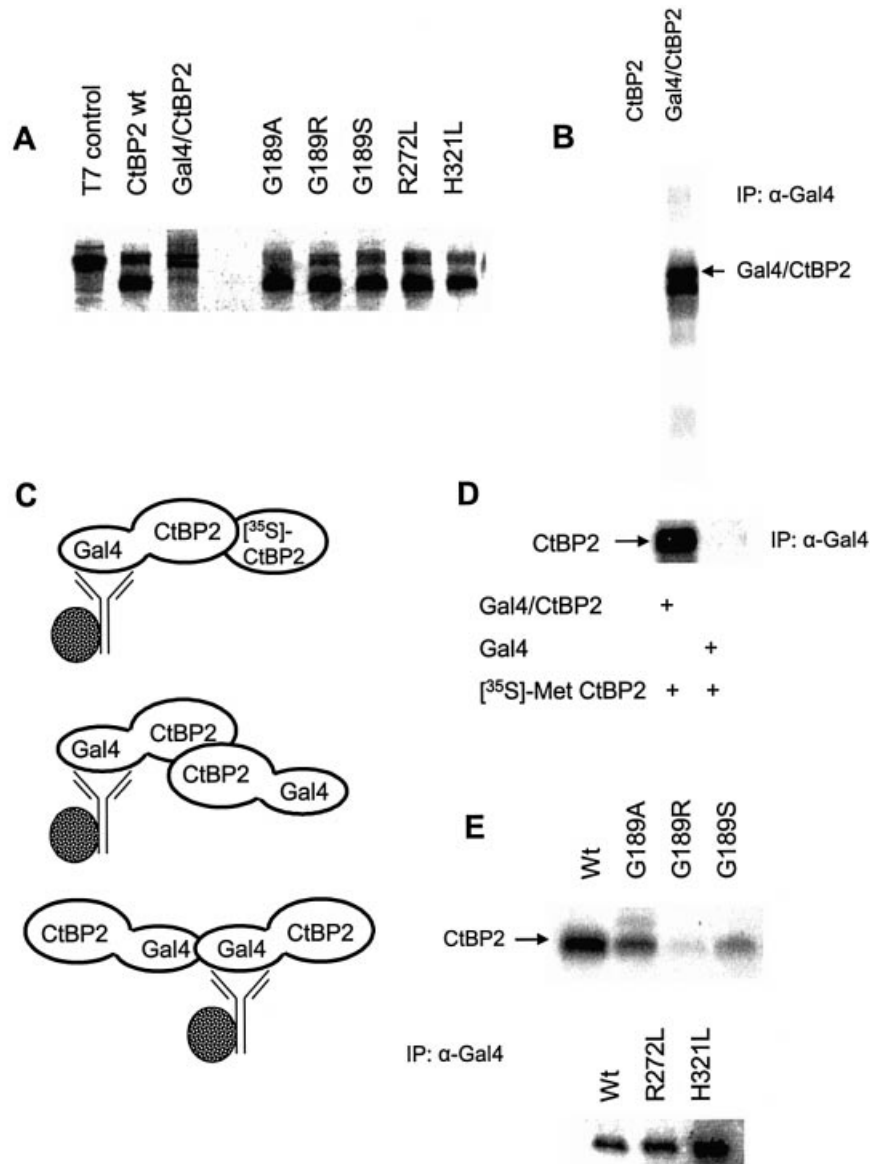 A
T7 control
CtBP2 wt
Gal4/CtBP2
G189A
G189R
G189S
R272L
H321L
B
CtBP2
Gal4/CtBP2
IP: α-Gal4
Gal4/CtBP2
C
Gal4
CtBP2
[³⁵S]-
CtBP2
Gal4
CtBP2
CtBP2
Gal4
CtBP2
Gal4
Gal4
CtBP2
D
CtBP2
IP: α-Gal4
Gal4/CtBP2 +
Gal4 +
[³⁵S]-Met CtBP2 + +
E
Wt
G189A
G189R
G189S
CtBP2
IP: α-Gal4
Wt
R272L
H321L